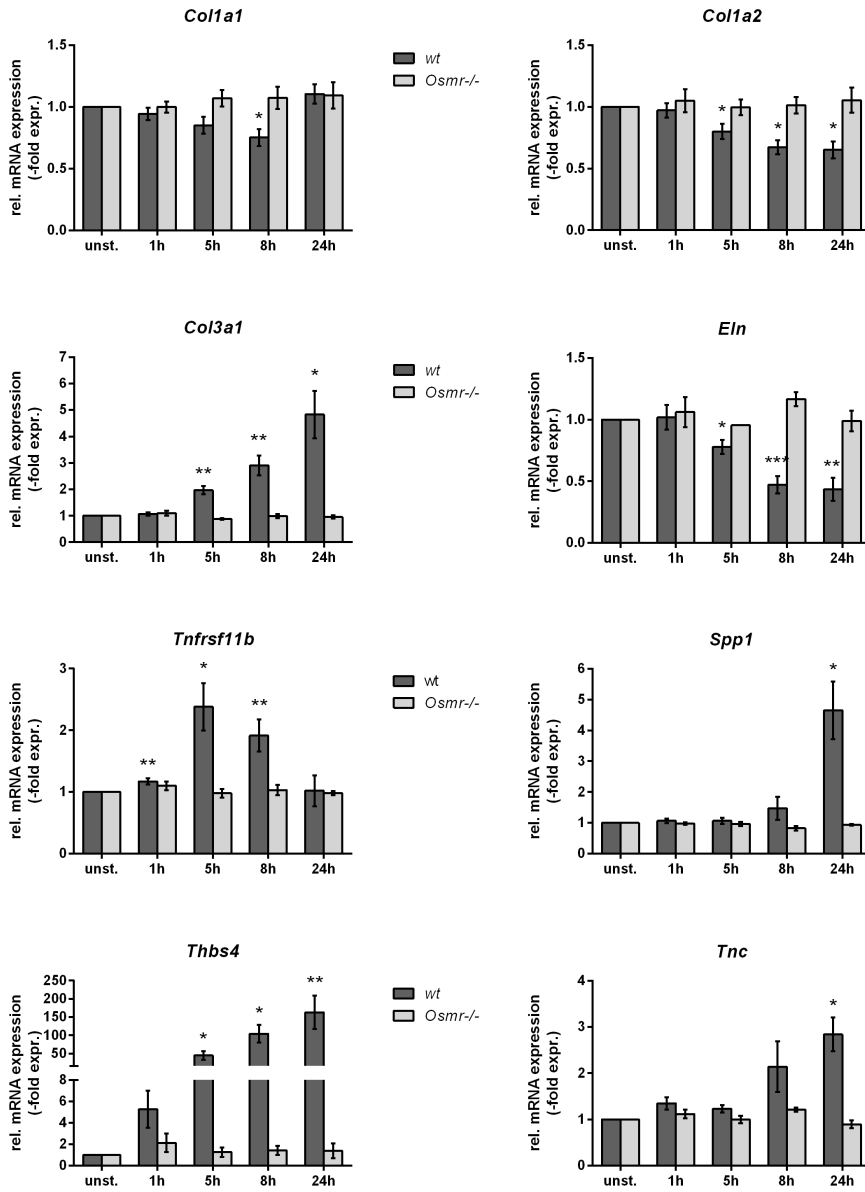 Col1a1
rel. mRNA expression
(-fold expr.)
1.5
1.0
0.5
0.0
*
unst. 1h 5h 8h 24h
wt
Osmr-/-
Col1a2
rel. mRNA expression
(-fold expr.)
1.5
1.0
0.5
0.0
* * *
unst. 1h 5h 8h 24h
Col3a1
rel. mRNA expression
(-fold expr.)
7
6
5
4
3
2
1
0
** ** *
unst. 1h 5h 8h 24h
wt
Osmr-/-
Eln
rel. mRNA expression
(-fold expr.)
1.5
1.0
0.5
0.0
* *** **
unst. 1h 5h 8h 24h
Tnfrsf11b
rel. mRNA expression
(-fold expr.)
3
2
1
0
** * **
unst. 1h 5h 8h 24h
wt
Osmr-/-
Spp1
rel. mRNA expression
(-fold expr.)
6
5
4
3
2
1
0
*
unst. 1h 5h 8h 24h
Thbs4
rel. mRNA expression
(-fold expr.)
250
200
150
100
50
8
6
4
2
0
* * **
unst. 1h 5h 8h 24h
wt
Osmr-/-
Tnc
rel. mRNA expression
(-fold expr.)
4
3
2
1
0
*
unst. 1h 5h 8h 24h